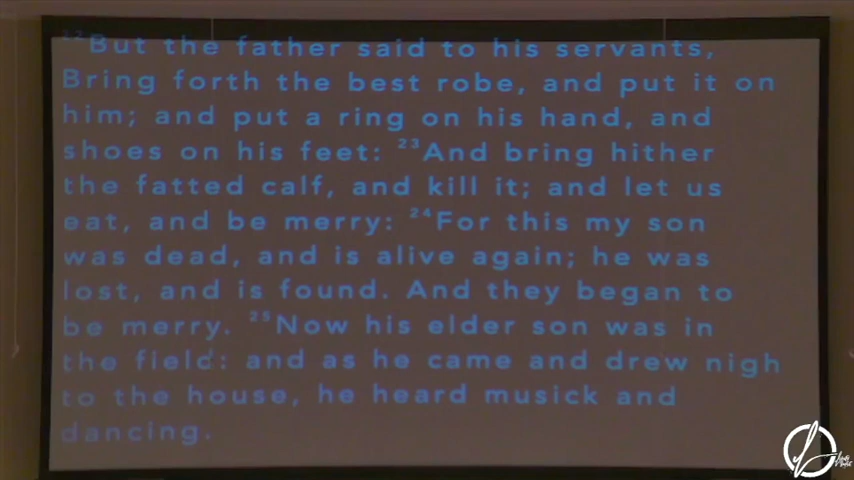 22But the father said to his servants,
Bring forth the best robe, and put it on
him; and put a ring on his hand, and
shoes on his feet: 23And bring hither
the fatted calf, and kill it; and let us
eat, and be merry: 24For this my son
was dead, and is alive again; he was
lost, and is found. And they began to
be merry. 25Now his elder son was in
the field: and as he came and drew nigh
to the house, he heard musick and
dancing.